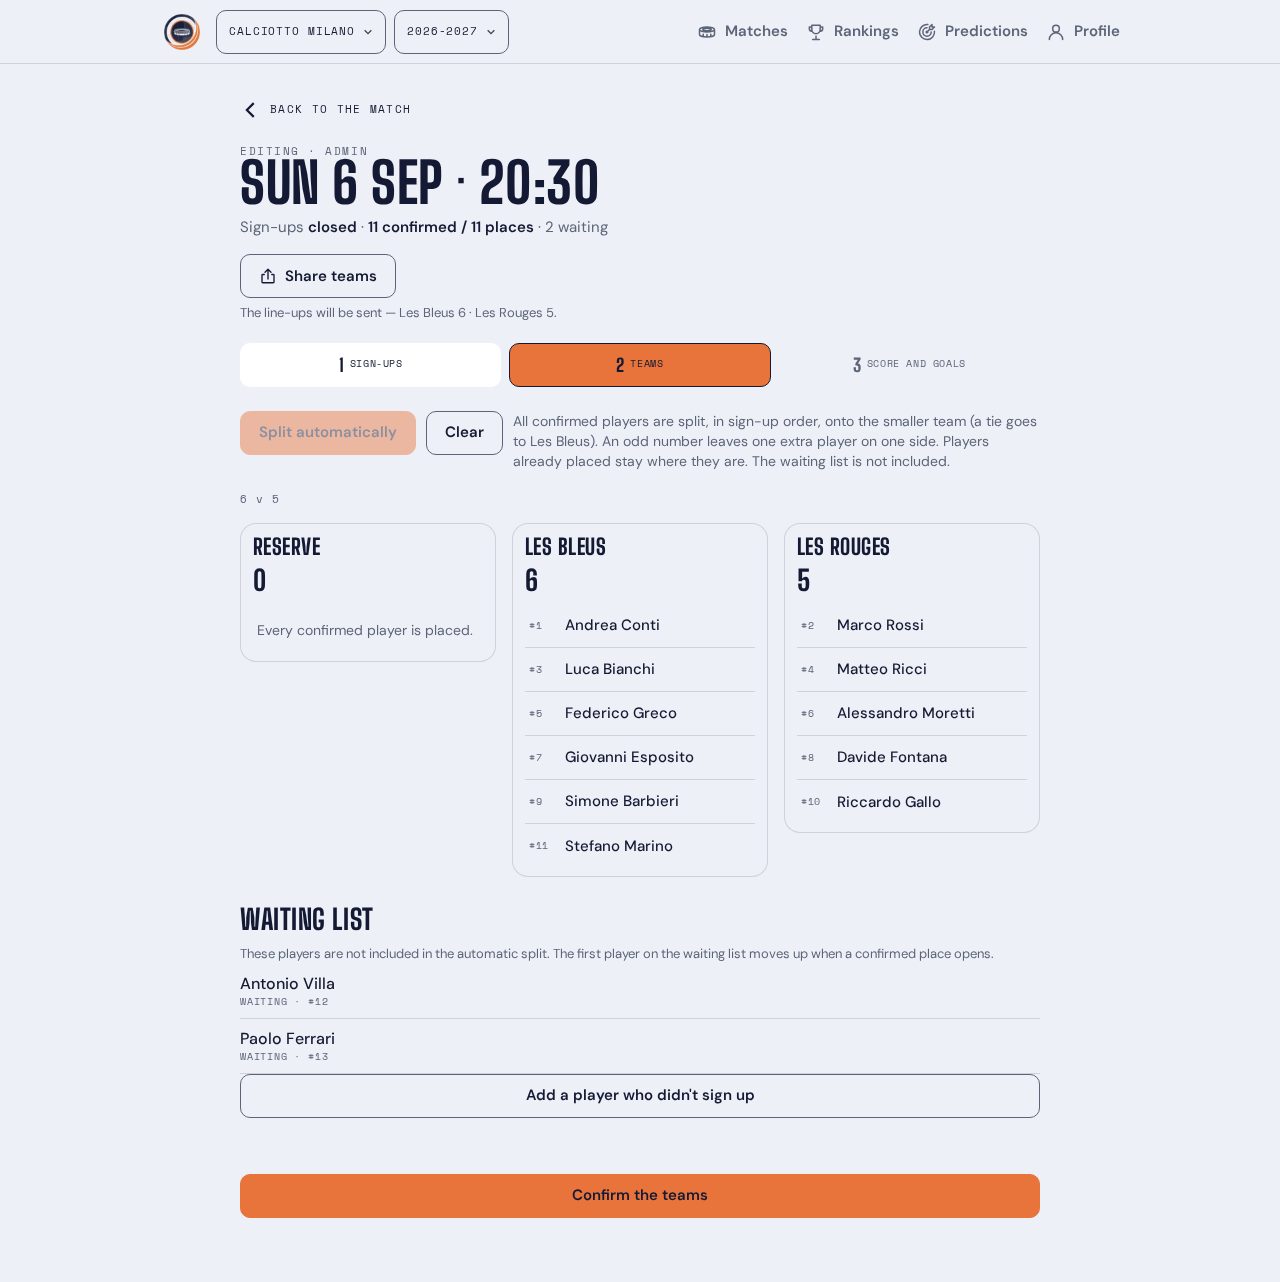 CALCIOTTO MILANO
2026-2027
Matches
Rankings
Predictions
Profile
BACK TO THE MATCH
EDITING · ADMIN
SUN 6 SEP · 20:30
Sign-ups closed · 11 confirmed / 11 places · 2 waiting
Share teams
The line-ups will be sent — Les Bleus 6 · Les Rouges 5.
1 SIGN-UPS
2 TEAMS
3 SCORE AND GOALS
Split automatically
Clear
All confirmed players are split, in sign-up order, onto the smaller team (a tie goes
to Les Bleus). An odd number leaves one extra player on one side. Players
already placed stay where they are. The waiting list is not included.
6 v 5
RESERVE
0
Every confirmed player is placed.
LES BLEUS
6
#1 Andrea Conti
#3 Luca Bianchi
#5 Federico Greco
#7 Giovanni Esposito
#9 Simone Barbieri
#11 Stefano Marino
LES ROUGES
5
#2 Marco Rossi
#4 Matteo Ricci
#6 Alessandro Moretti
#8 Davide Fontana
#10 Riccardo Gallo
WAITING LIST
These players are not included in the automatic split. The first player on the waiting list moves up when a confirmed place opens.
Antonio Villa
WAITING · #12
Paolo Ferrari
WAITING · #13
Add a player who didn't sign up
Confirm the teams